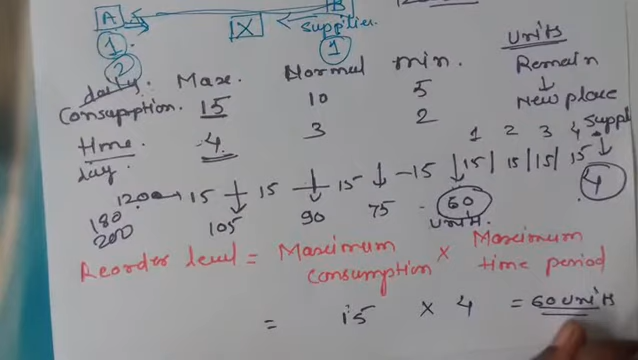 A B
X supplier.
1 1
2
Units
daily. Max. Normal min. Remain
Consumption. 15 10 5 New place
time. 4 3 2 1 2 3 4 Suppl
day
1200 → 15 15 15 - 15 15 | 15 | 15 | 15 4
180 105 90 75 60
200 units.
Reorder level = Maximum consumption × Maximum time period
= 15 × 4 = 60 units